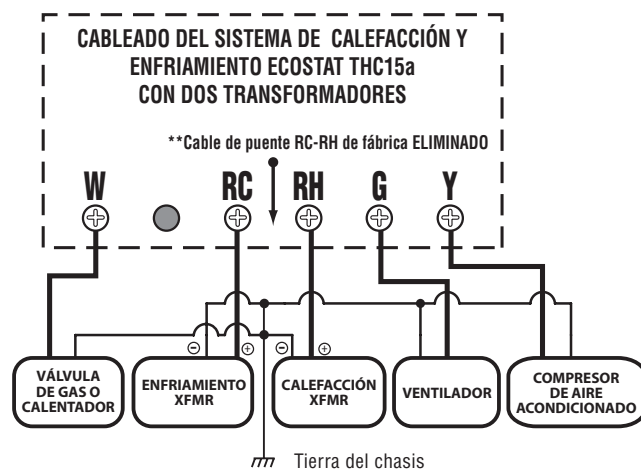 CABLEADO DEL SISTEMA DE CALEFACCIÓN Y
ENFRIAMIENTO ECOSTAT THC15a
CON DOS TRANSFORMADORES
**Cable de puente RC-RH de fábrica ELIMINADO
W RC RH G Y
⊖ ⊕ ⊖ ⊕
VÁLVULA
DE GAS O
CALENTADOR
ENFRIAMIENTO
XFMR
CALEFACCIÓN
XFMR
VENTILADOR
COMPRESOR
DE AIRE
ACONDICIONADO
Tierra del chasis